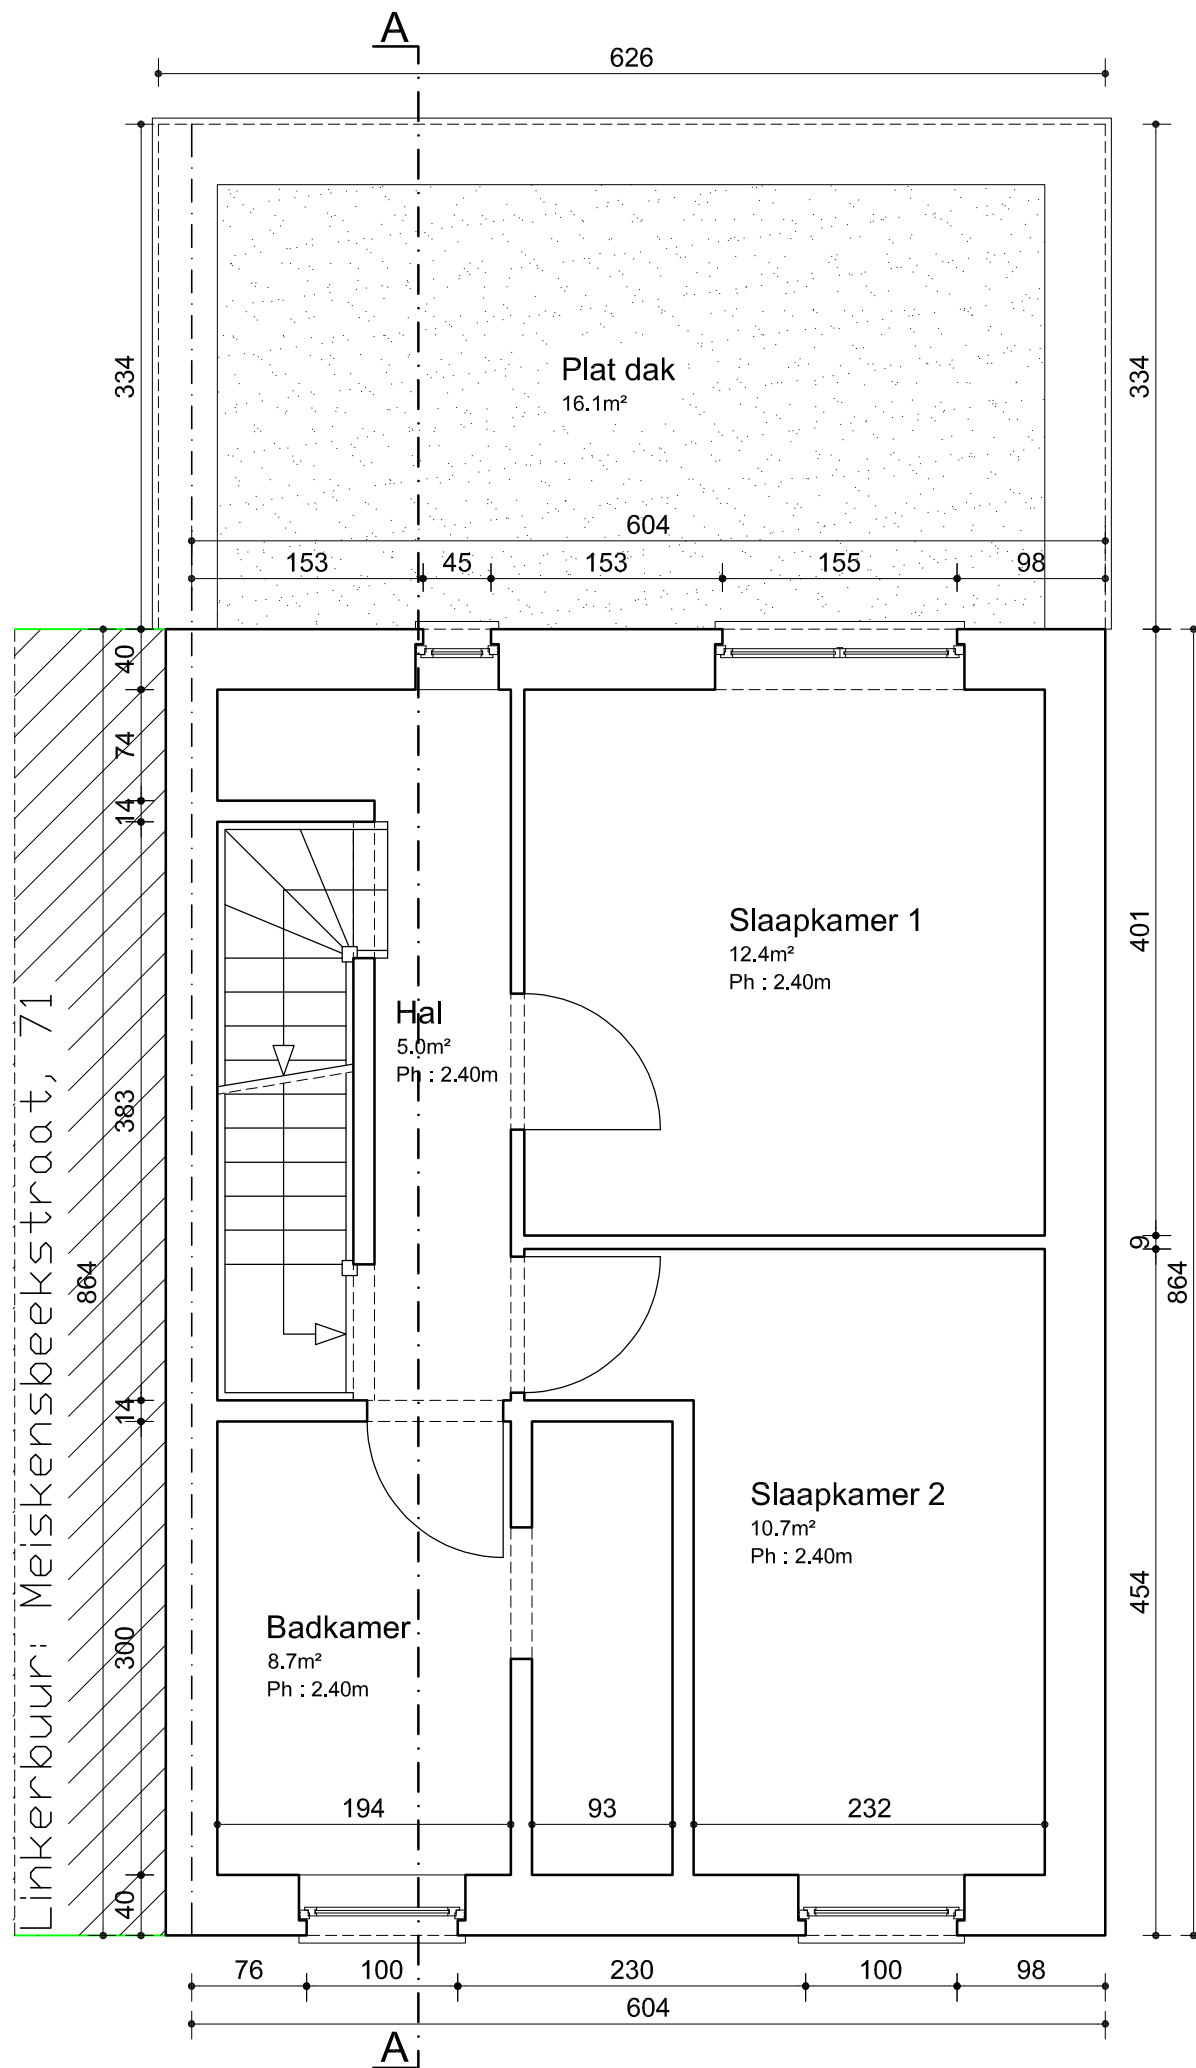 A
626
334
334
Plat dak
16.1m²
604
153 45 153 155 98
40
74
14
Slaapkamer 1
12.4m²
Ph : 2.40m
401
Hal
5.0m²
Ph : 2.40m
383
9
864
864
14
Slaapkamer 2
10.7m²
Ph : 2.40m
454
Badkamer
8.7m²
Ph : 2.40m
300
194 93 232
40
Linkerbuur: Meiskensbeekstraat, 71
76 100 230 100 98
604
A